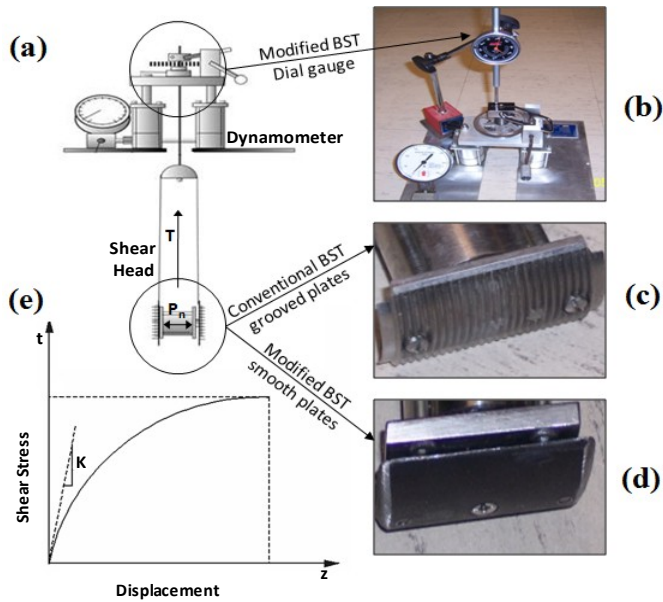 (a)
Modified BST
Dial gauge
(b)
Dynamometer
T
Shear
Head
Pn
Conventional BST
grooved plates
(c)
Modified BST
smooth plates
(d)
(e)
t
Shear Stress
K
z
Displacement